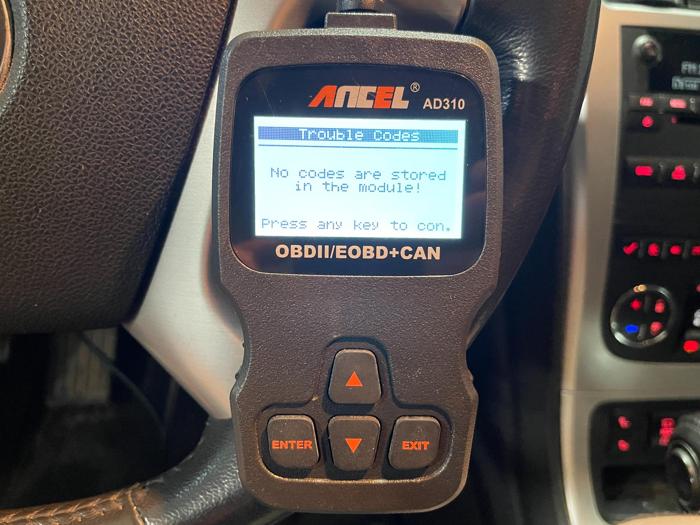 ANCEL®
AD310
Trouble Codes
No codes are stored
in the module!
Press any key to con.
OBDII/EOBD+CAN
ENTER
EXIT